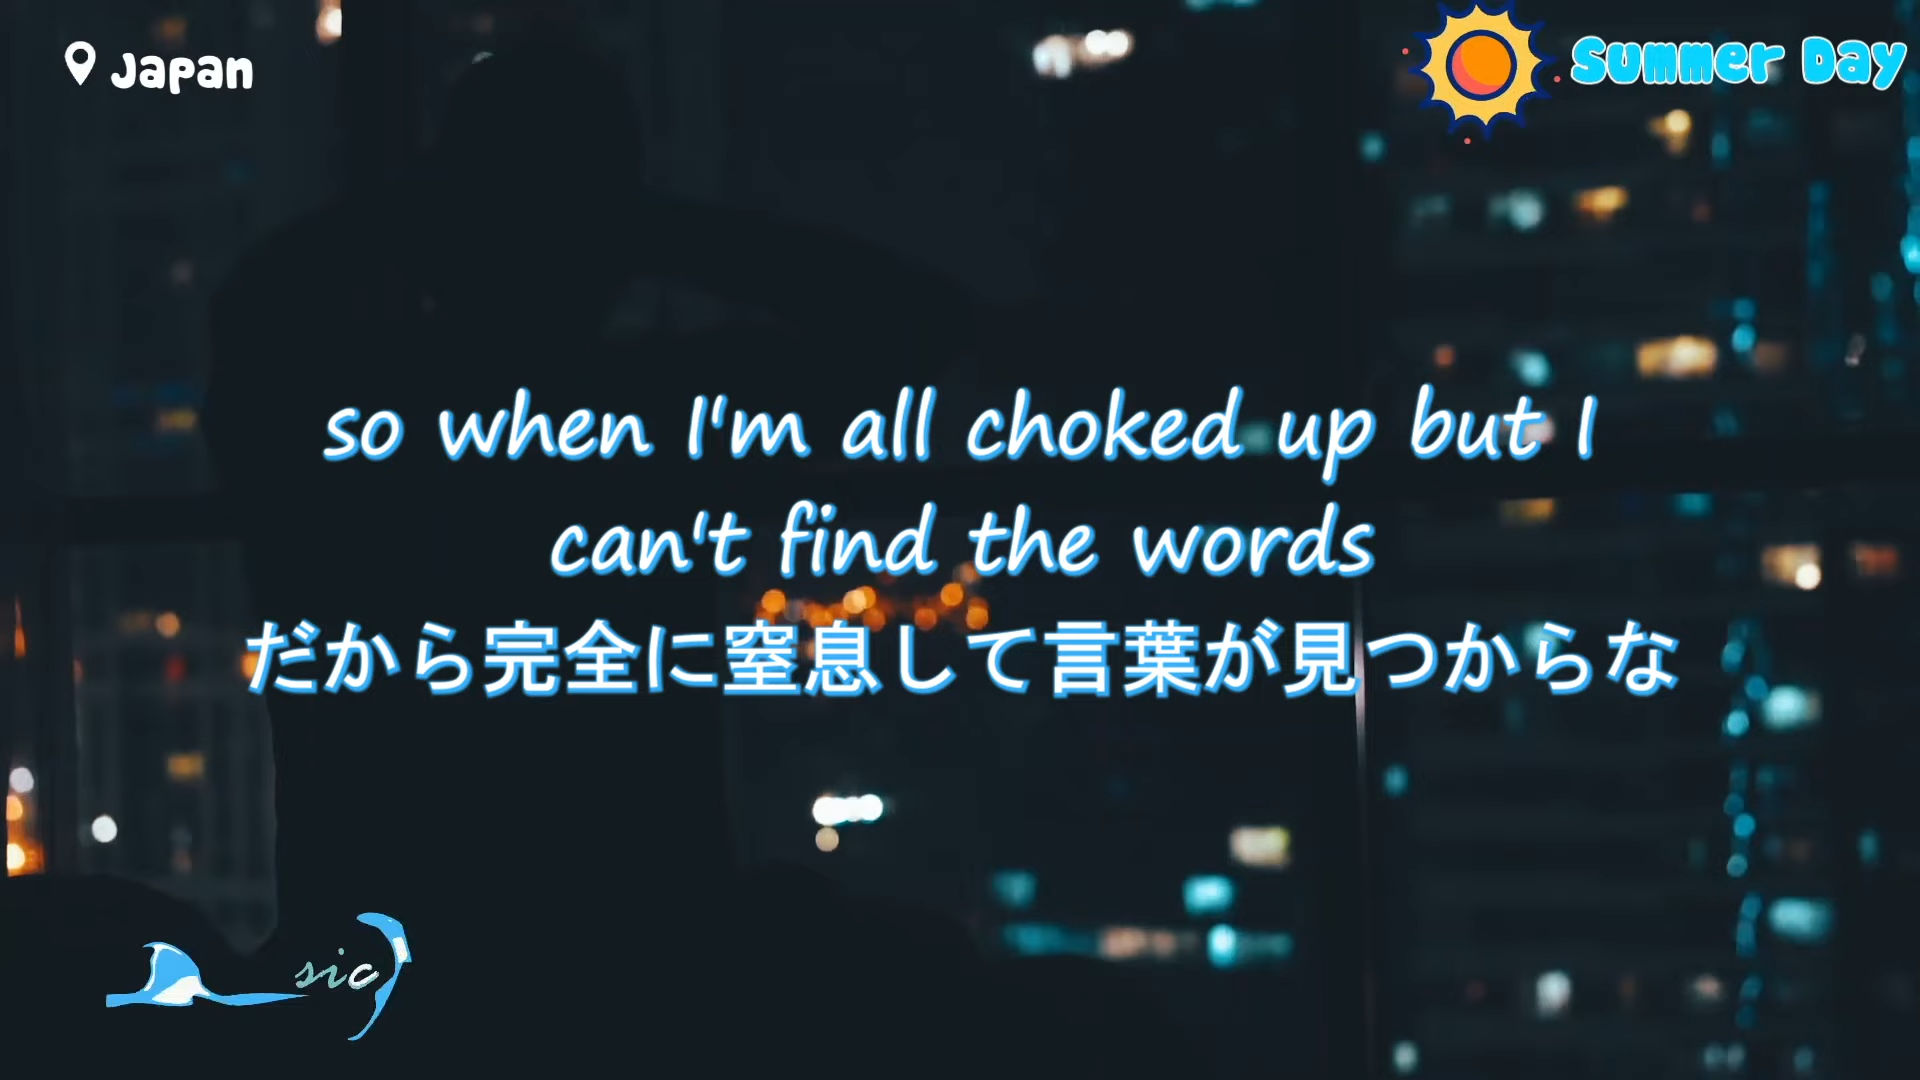 Japan
Summer Day
so when I'm all choked up but I
can't find the words
だから完全に窒息して言葉が見つからな
sic